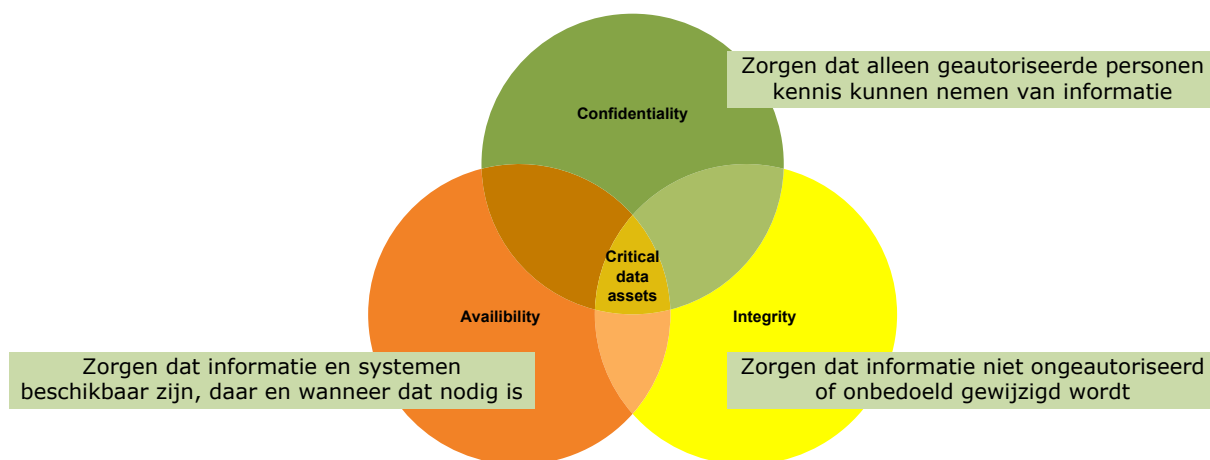 Zorgen dat alleen geautoriseerde personen
kennis kunnen nemen van informatie
Confidentiality
Critical
data
assets
Availibility
Integrity
Zorgen dat informatie en systemen
beschikbaar zijn, daar en wanneer dat nodig is
Zorgen dat informatie niet ongeautoriseerd
of onbedoeld gewijzigd wordt